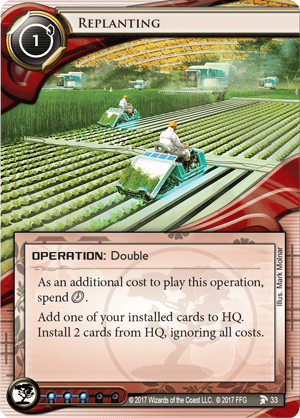 1
REPLANTING
OPERATION: Double
As an additional cost to play this operation,
spend .
Add one of your installed cards to HQ.
Install 2 cards from HQ, ignoring all costs.
Illus. Mark Molnar
© 2017 Wizards of the Coast LLC. © 2017 FFG
33